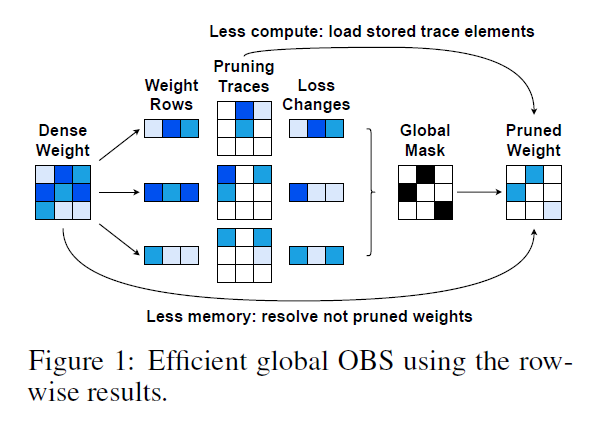 Less compute: load stored trace elements
Pruning
Traces
Weight
Rows
Loss
Changes
Dense
Weight
Global
Mask
Pruned
Weight
Less memory: resolve not pruned weights
Figure 1: Efficient global OBS using the row-
wise results.